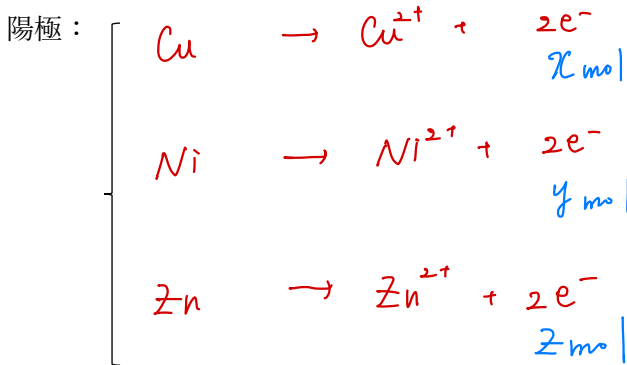 陽極：
Cu → Cu²⁺ + 2e⁻
x mol
Ni → Ni²⁺ + 2e⁻
y mol
Zn → Zn²⁺ + 2e⁻
z mol